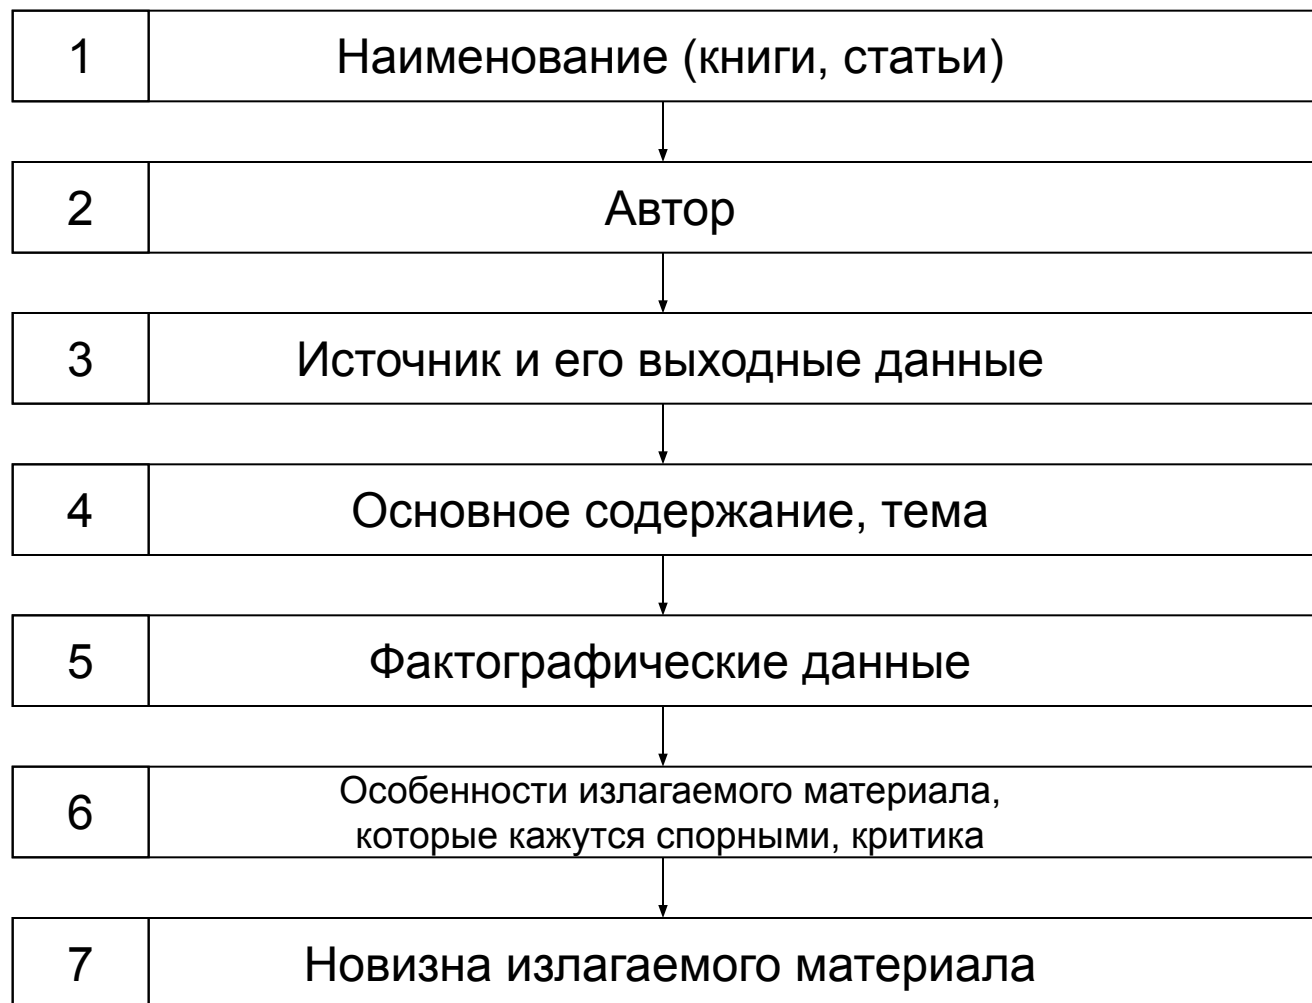 1 Наименование (книги, статьи)
2 Автор
3 Источник и его выходные данные
4 Основное содержание, тема
5 Фактографические данные
6 Особенности излагаемого материала,
которые кажутся спорными, критика
7 Новизна излагаемого материала